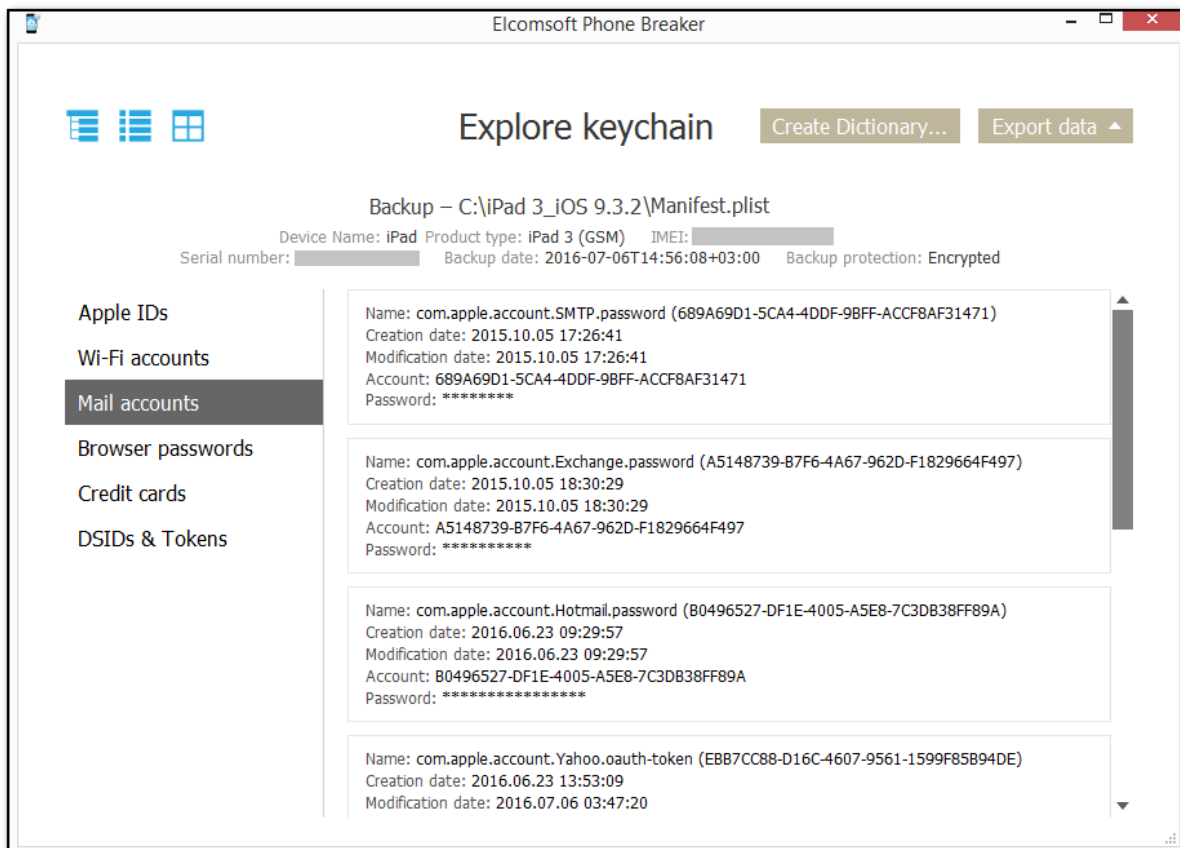 Elcomsoft Phone Breaker
Explore keychain
Create Dictionary...
Export data
Backup – C:\iPad 3_iOS 9.3.2\Manifest.plist
Device Name: iPad Product type: iPad 3 (GSM) IMEI:
Serial number: Backup date: 2016-07-06T14:56:08+03:00 Backup protection: Encrypted
Apple IDs
Wi-Fi accounts
Mail accounts
Browser passwords
Credit cards
DSIDs & Tokens
Name: com.apple.account.SMTP.password (689A69D1-5CA4-4DDF-9BFF-ACCF8AF31471)
Creation date: 2015.10.05 17:26:41
Modification date: 2015.10.05 17:26:41
Account: 689A69D1-5CA4-4DDF-9BFF-ACCF8AF31471
Password: ********
Name: com.apple.account.Exchange.password (A5148739-B7F6-4A67-962D-F1829664F497)
Creation date: 2015.10.05 18:30:29
Modification date: 2015.10.05 18:30:29
Account: A5148739-B7F6-4A67-962D-F1829664F497
Password: **********
Name: com.apple.account.Hotmail.password (B0496527-DF1E-4005-A5E8-7C3DB38FF89A)
Creation date: 2016.06.23 09:29:57
Modification date: 2016.06.23 09:29:57
Account: B0496527-DF1E-4005-A5E8-7C3DB38FF89A
Password: ****************
Name: com.apple.account.Yahoo.oauth-token (EBB7CC88-D16C-4607-9561-1599F85B94DE)
Creation date: 2016.06.23 13:53:09
Modification date: 2016.07.06 03:47:20